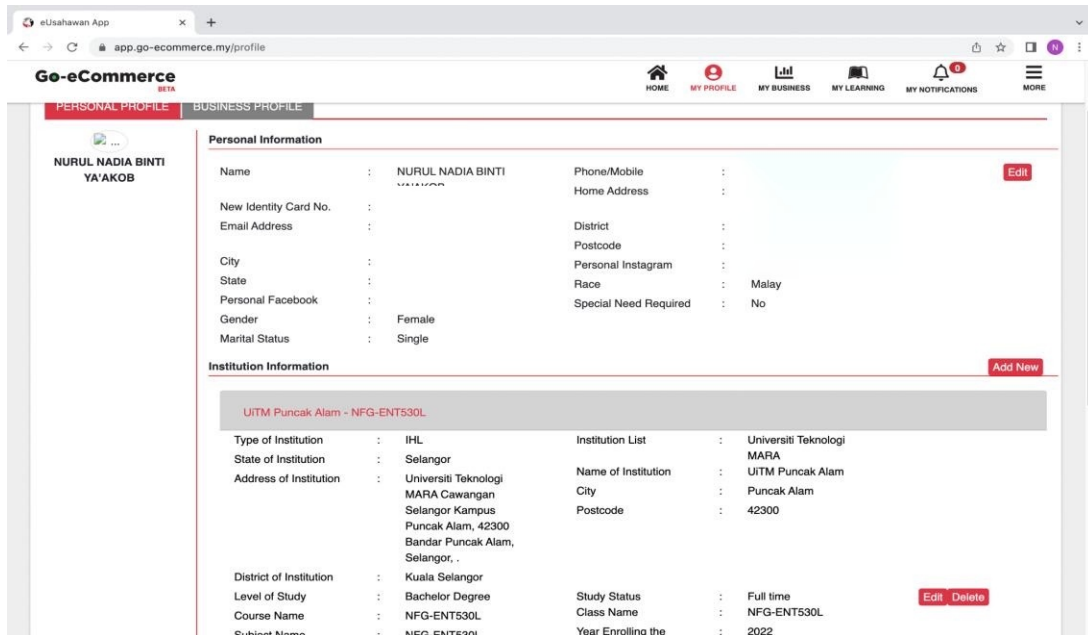 eUsahawan App
app.go-ecommerce.my/profile
N
Go-eCommerce
BETA
HOME
MY PROFILE
MY BUSINESS
MY LEARNING
0
MY NOTIFICATIONS
MORE
PERSONAL PROFILE
BUSINESS PROFILE
...
NURUL NADIA BINTI
YA'AKOB
Personal Information
Name : NURUL NADIA BINTI
YA'AKOB
Phone/Mobile :
Edit
Home Address :
New Identity Card No. :
Email Address :
District :
Postcode :
City :
Personal Instagram :
State :
Race : Malay
Personal Facebook :
Special Need Required : No
Gender : Female
Marital Status : Single
Institution Information
Add New
UiTM Puncak Alam - NFG-ENT530L
Type of Institution : IHL
Institution List : Universiti Teknologi
MARA
State of Institution : Selangor
Name of Institution : UiTM Puncak Alam
Address of Institution : Universiti Teknologi
MARA Cawangan
Selangor Kampus
Puncak Alam, 42300
Bandar Puncak Alam,
Selangor, .
City : Puncak Alam
Postcode : 42300
District of Institution : Kuala Selangor
Level of Study : Bachelor Degree
Study Status : Full time
Edit Delete
Course Name : NFG-ENT530L
Class Name : NFG-ENT530L
Subject Name : NFG-ENT530L
Year Enrolling the : 2022